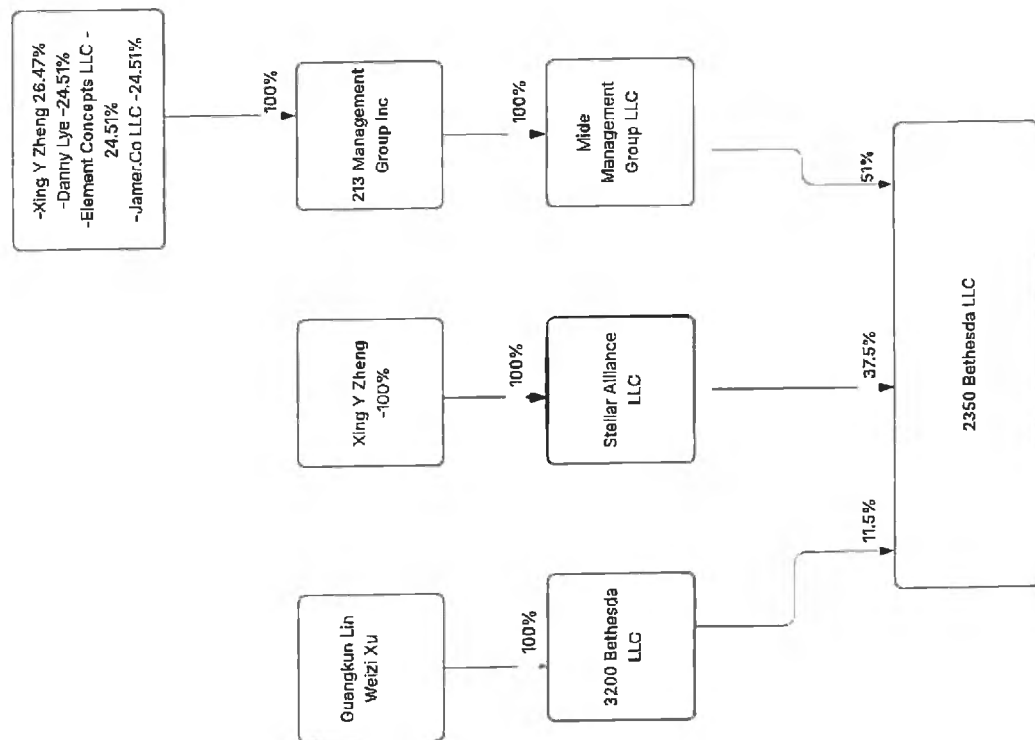 -Xing Y Zheng 26.47%
-Danny Lye -24.51%
-Element Concepts LLC -
24.51%
-Jamer.Co LLC -24.51%
100%
213 Management
Group Inc
100%
Mide
Management
Group LLC
51%
Xing Y Zheng
-100%
100%
Stellar Alliance
LLC
37.5%
Guangkun Lin
Weizi Xu
100%
3200 Bethesda
LLC
11.5%
2350 Bethesda LLC